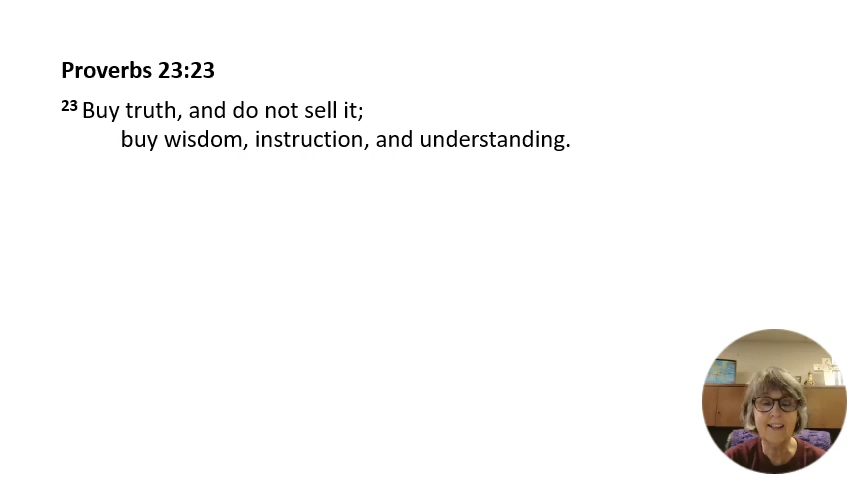 Proverbs 23:23
23 Buy truth, and do not sell it;
buy wisdom, instruction, and understanding.